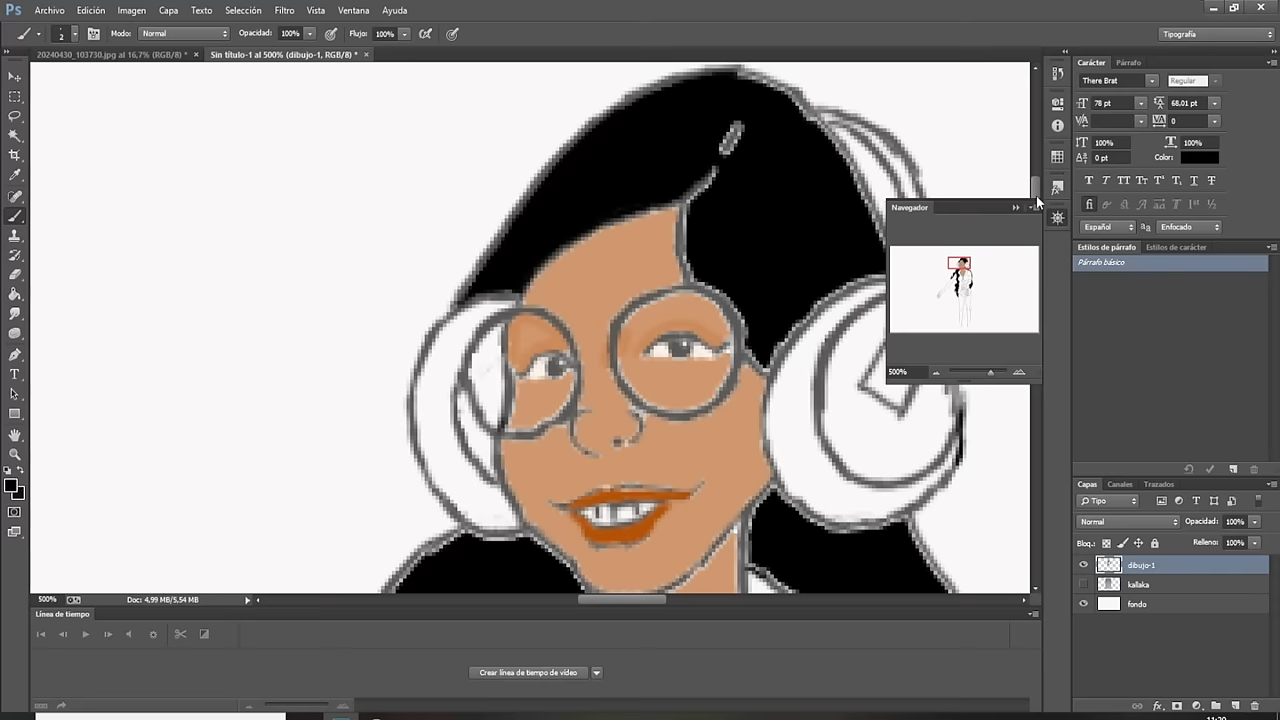 Ps Archivo Edición Imagen Capa Texto Selección Filtro Vista Ventana Ayuda
2 Modo: Normal Opacidad: 100% Flujo: 100% Tipografía
20240430_103730.jpg al 16,7% (RGB/8) * × Sin título-1 al 500% (dibujo-1, RGB/8) * ×
Carácter Párrafo
There Brat Regular
78 pt 68,01 pt
0
100% 100%
0 pt Color:
Español Enfocado
Estilos de párrafo Estilos de carácter
Párrafo básico
Navegador
500%
Capas Canales Trazados
Tipo
Normal Opacidad: 100%
Bloq.: Relleno: 100%
dibujo-1
kallaka
fondo
500% Doc: 4,99 MB/5,54 MB
Línea de tiempo
Crear línea de tiempo de vídeo